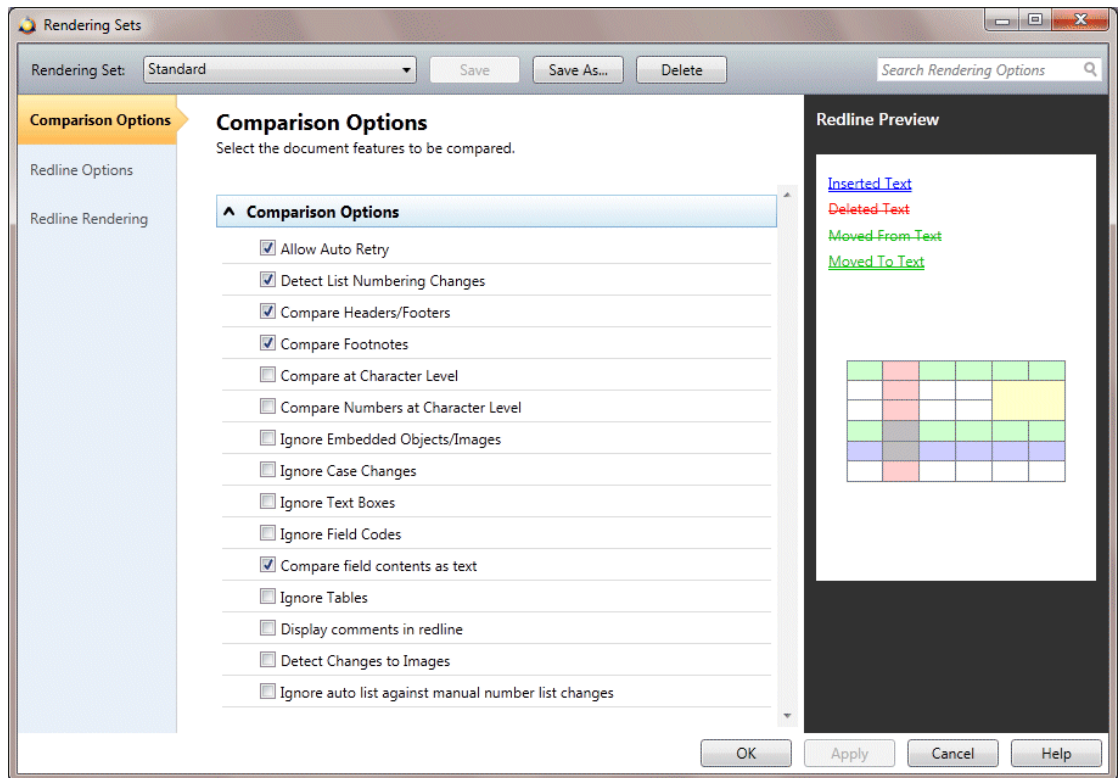 Rendering Sets
Rendering Set: Standard Save Save As... Delete Search Rendering Options
Comparison Options
Redline Options
Redline Rendering
Comparison Options
Select the document features to be compared.
Comparison Options
Allow Auto Retry
Detect List Numbering Changes
Compare Headers/Footers
Compare Footnotes
Compare at Character Level
Compare Numbers at Character Level
Ignore Embedded Objects/Images
Ignore Case Changes
Ignore Text Boxes
Ignore Field Codes
Compare field contents as text
Ignore Tables
Display comments in redline
Detect Changes to Images
Ignore auto list against manual number list changes
Redline Preview
Inserted Text
Deleted Text
Moved From Text
Moved To Text
OK Apply Cancel Help